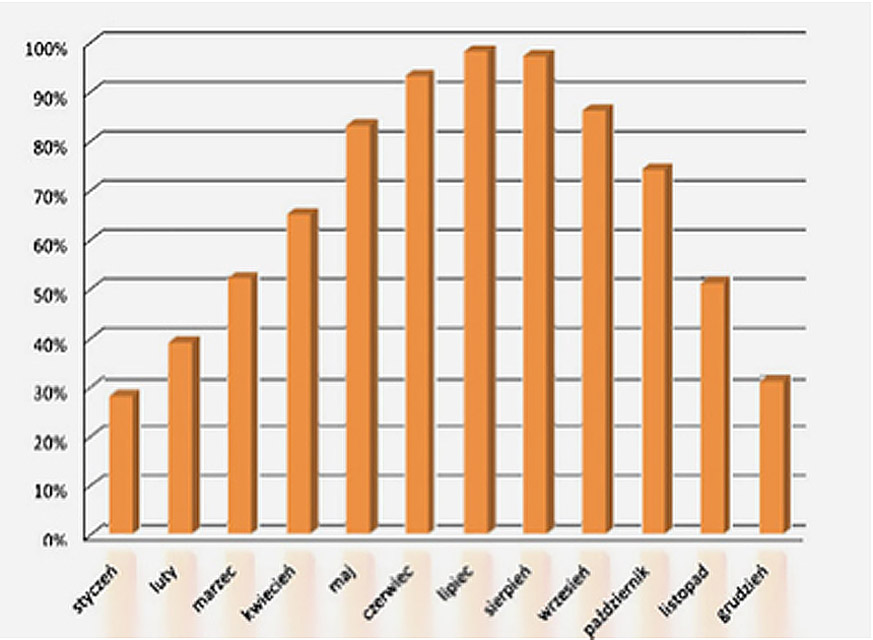 100%
90%
80%
70%
60%
50%
40%
30%
20%
10%
0%
styczeń
luty
marzec
kwiecień
maj
czerwiec
lipiec
sierpień
wrzesień
październik
listopad
grudzień